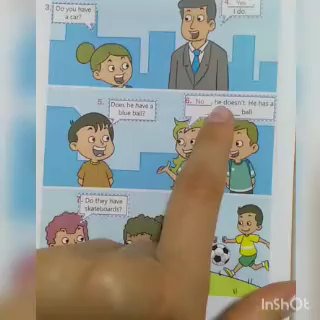 3. Do you have
a car?
4. Yes
I do.
5. Does he have a
blue ball?
6. No, he doesn't. He has a
ball.
Do they have
skateboards?
InShOt